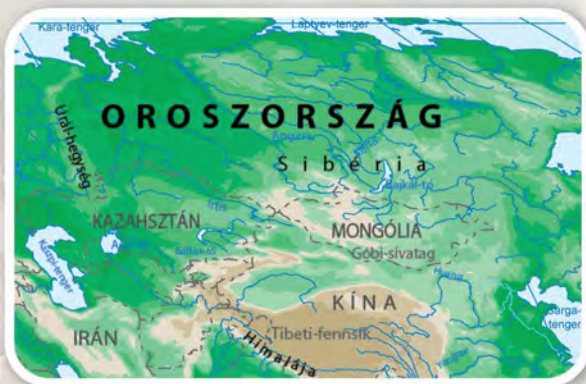 Kara-tenger
Laptyev-tenger
OROSZORSZÁG
Urál-hegység
Szibéria
Bajkál-tó
Irtis
KAZAHSZTÁN
MONGÓLIA
Góbi-sivatag
Kaszpi-tenger
KÍNA
Sárga-
tenger
IRÁN
Tibeti-fennsík
Himalája